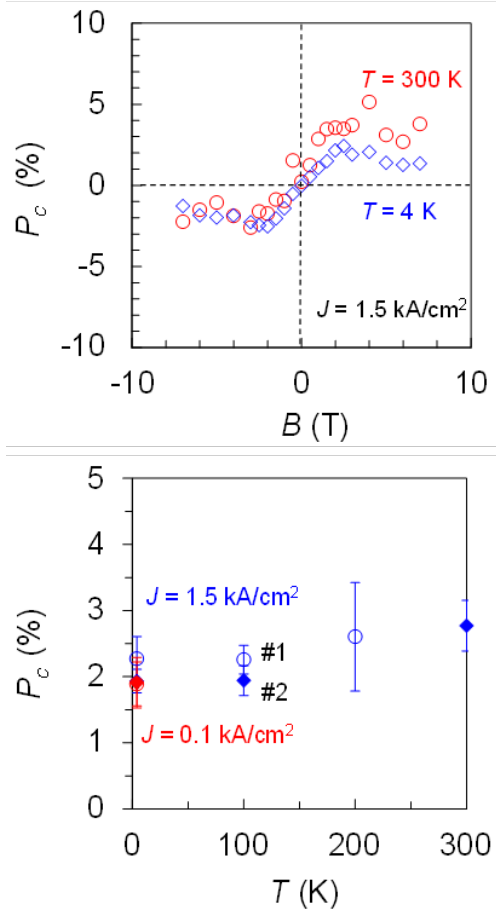 10
5
0
-5
-10
P_c (%)
T = 300 K
T = 4 K
J = 1.5 kA/cm²
-10 0 10
B (T)
5
4
3
2
1
0
P_c (%)
J = 1.5 kA/cm²
#1
#2
J = 0.1 kA/cm²
0 100 200 300
T (K)